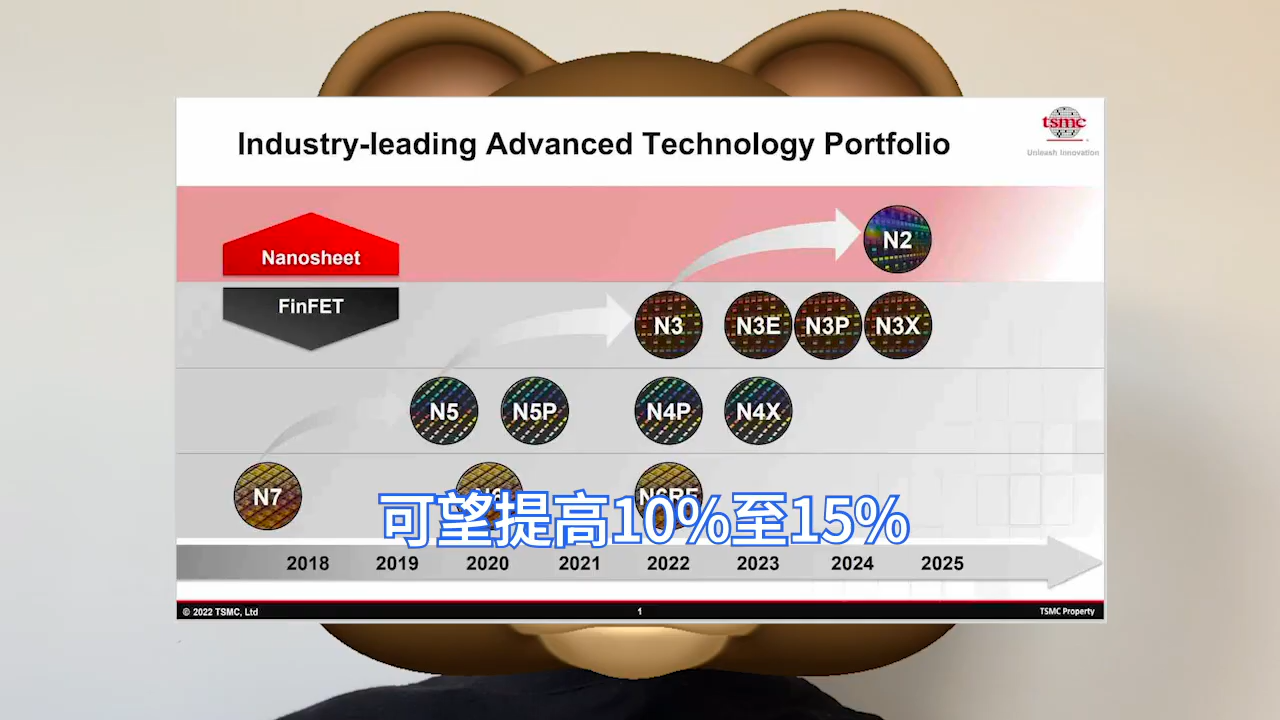 Industry-leading Advanced Technology Portfolio
tsmc
Unleash Innovation
Nanosheet
N2
FinFET
N3 N3E N3P N3X
N5 N5P N4P N4X
N7
可望提高10%至15%
2018 2019 2020 2021 2022 2023 2024 2025
© 2022 TSMC, Ltd 1 TSMC Property